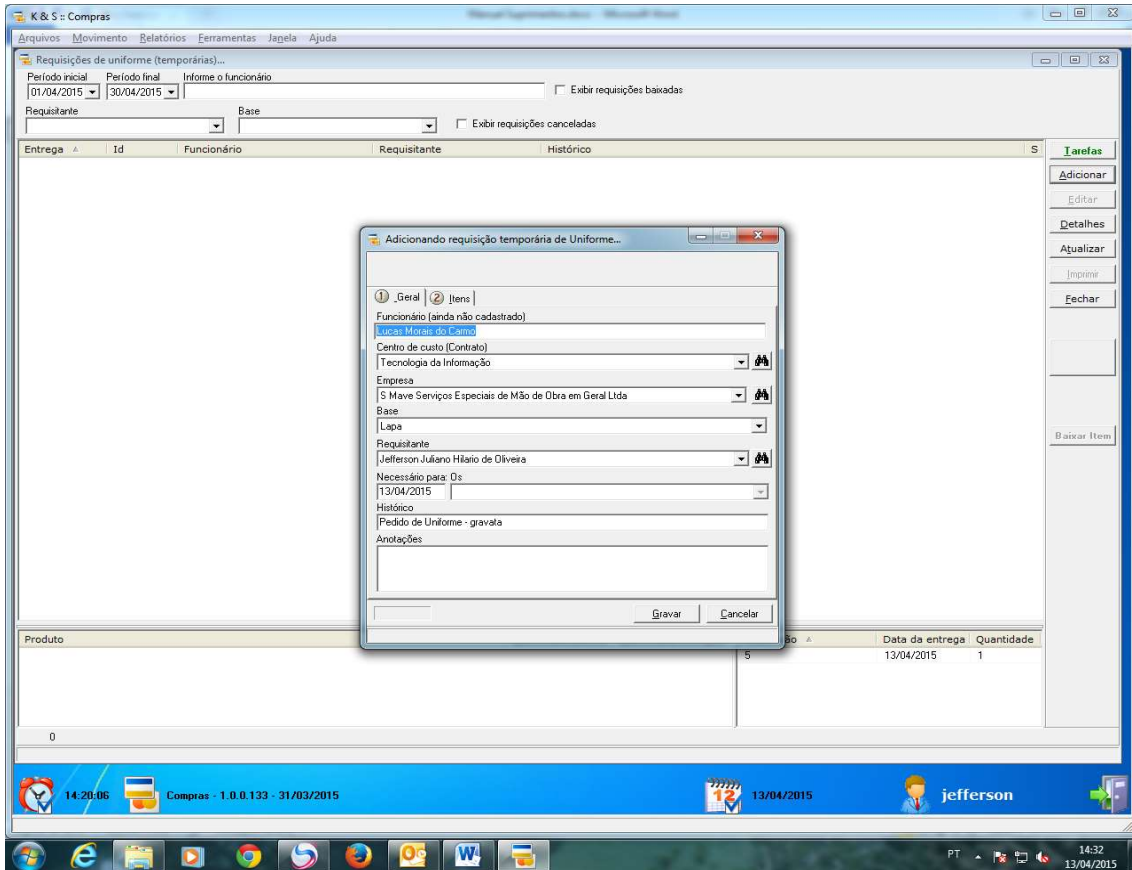 K & S :: Compras
Arquivos Movimento Relatórios Ferramentas Janela Ajuda
Requisições de uniforme (temporárias)...
Período inicial Período final Informe o funcionário
01/04/2015 30/04/2015 Exibir requisições baixadas
Requisitante Base
Exibir requisições canceladas
Entrega Id Funcionário Requisitante Histórico S
Tarefas
Adicionar
Editar
Detalhes
Atualizar
Imprimir
Fechar
Baixar Item
Adicionando requisição temporária de Uniforme...
1 Geral 2 Itens
Funcionário (ainda não cadastrado)
Lucas Morais do Carmo
Centro de custo (Contrato)
Tecnologia da Informação
Empresa
S Mave Serviços Especiais de Mão de Obra em Geral Ltda
Base
Lapa
Requisitante
Jefferson Juliano Hilario de Oliveira
Necessário para: Os
13/04/2015
Histórico
Pedido de Uniforme - gravata
Anotações
Gravar Cancelar
Produto ão Data da entrega Quantidade
5 13/04/2015 1
0
14:20:06 Compras - 1.0.0.133 - 31/03/2015 12 13/04/2015 jefferson
PT 14:32
13/04/2015